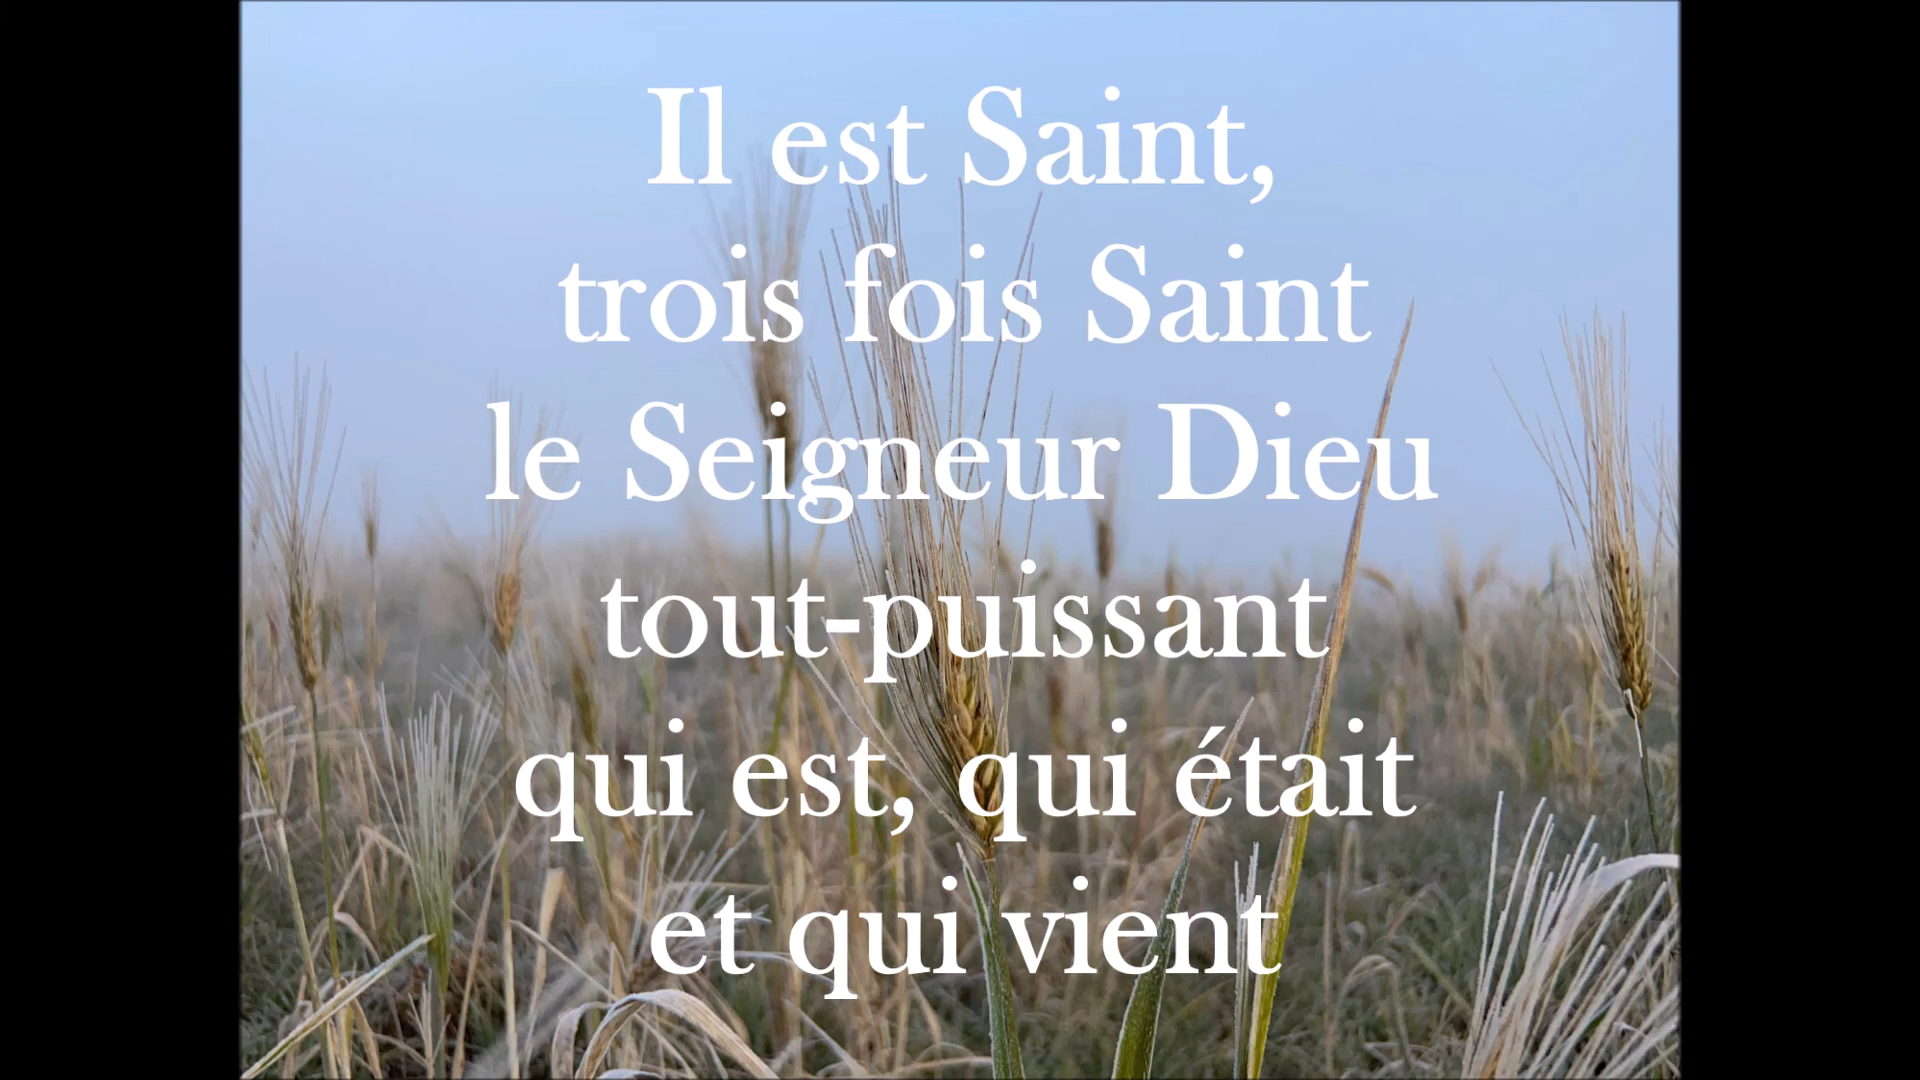 Il est Saint,
trois fois Saint
le Seigneur Dieu
tout-puissant
qui est, qui était
et qui vient